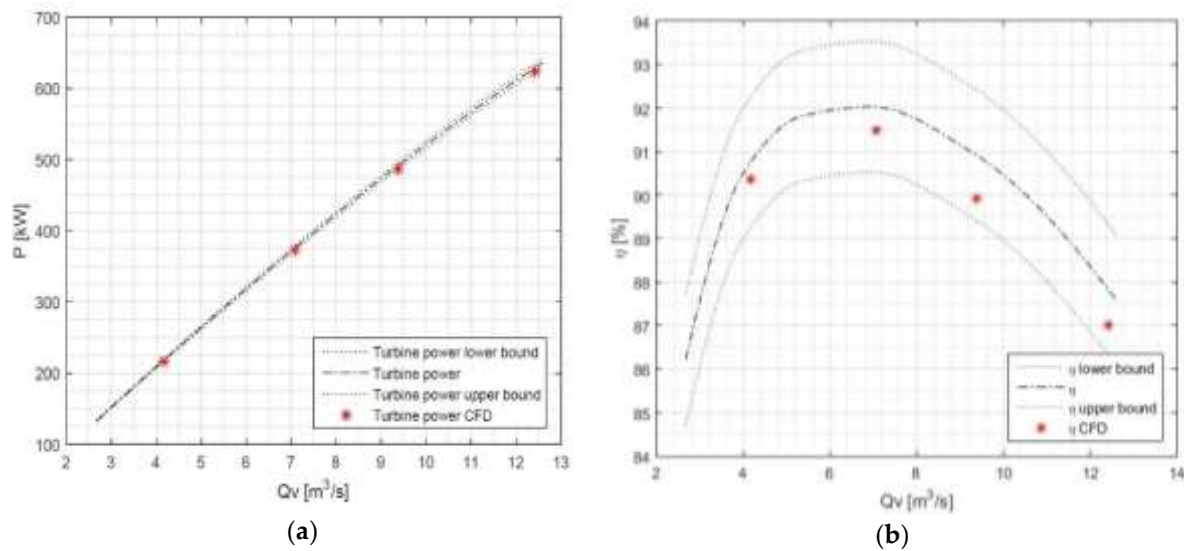 700
600
500
400
300
200
100
P [kW]
2 3 4 5 6 7 8 9 10 11 12 13
Qv [m³/s]
Turbine power lower bound
Turbine power
Turbine power upper bound
Turbine power CFD
(a)
94
93
92
91
90
89
88
87
86
85
84
η [%]
2 4 6 8 10 12 14
Qv [m³/s]
η lower bound
η
η upper bound
η CFD
(b)